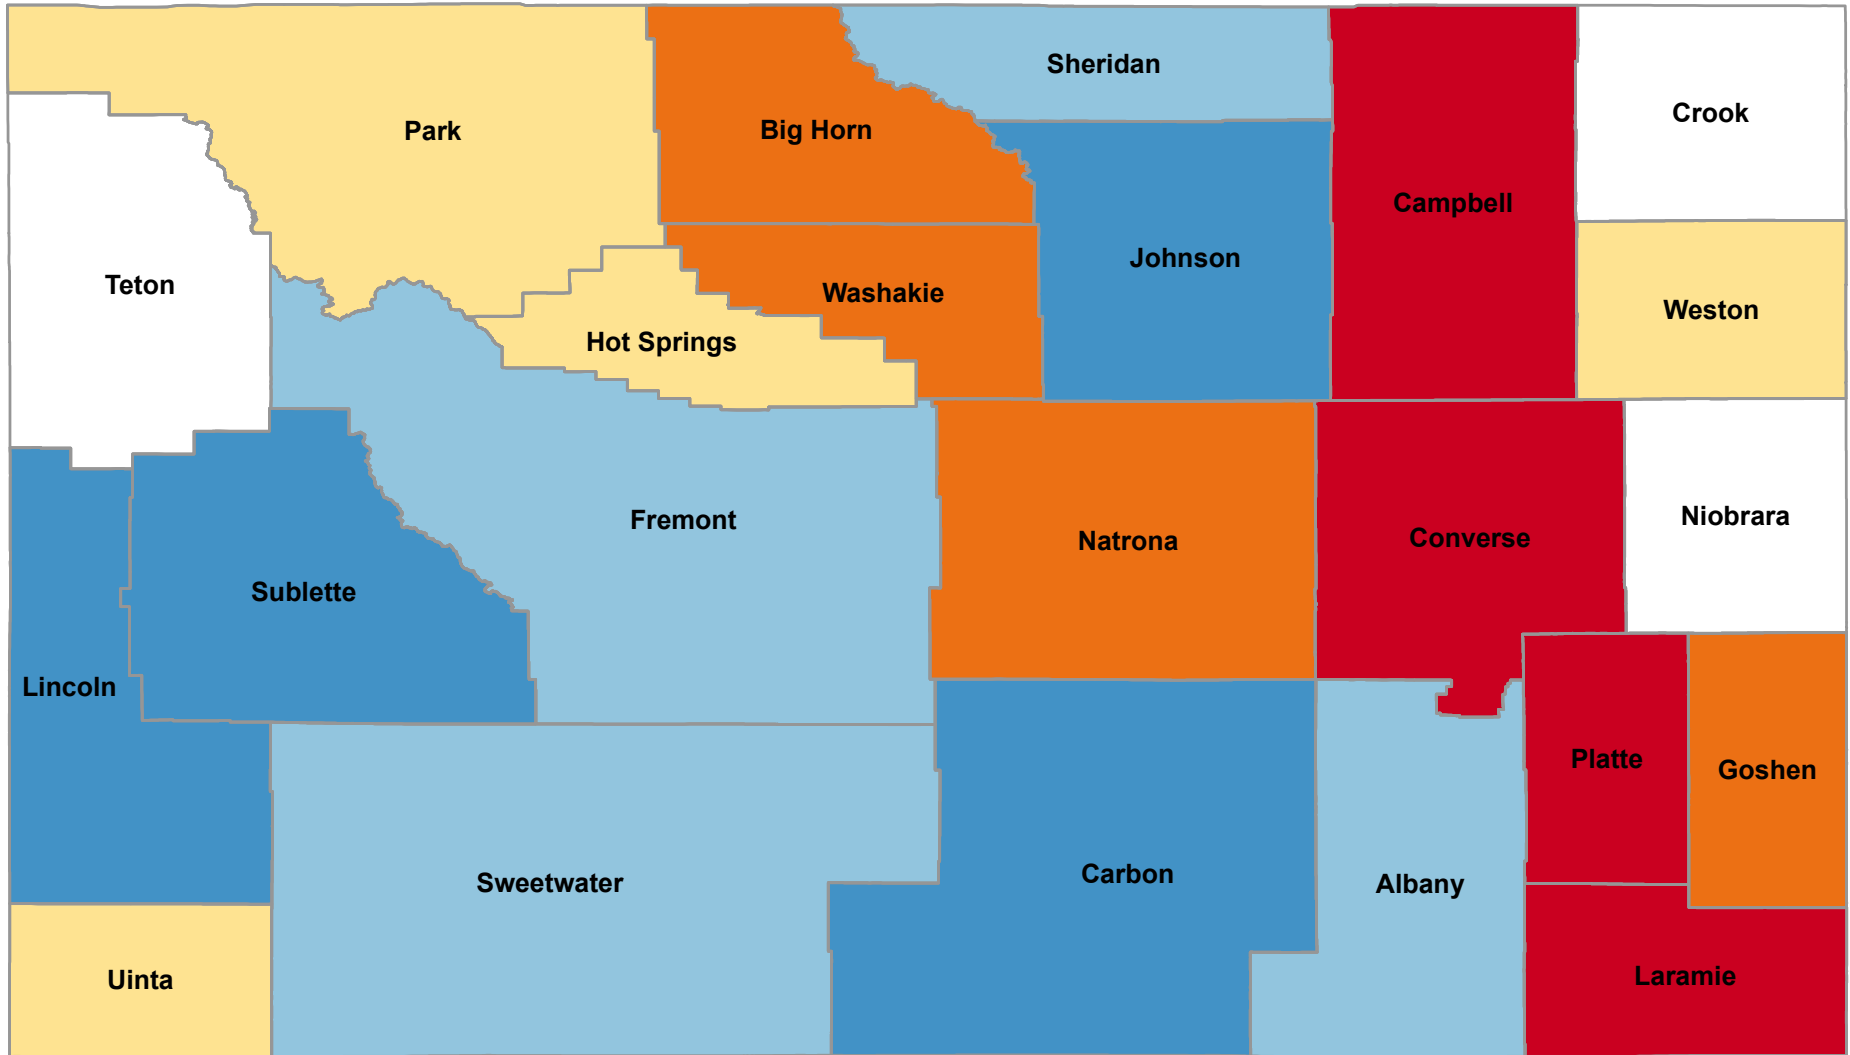 Sheridan
Crook
Park
Big Horn
Campbell
Johnson
Teton
Washakie
Weston
Hot Springs
Niobrara
Fremont
Converse
Natrona
Sublette
Lincoln
Platte
Goshen
Carbon
Sweetwater
Albany
Laramie
Uinta